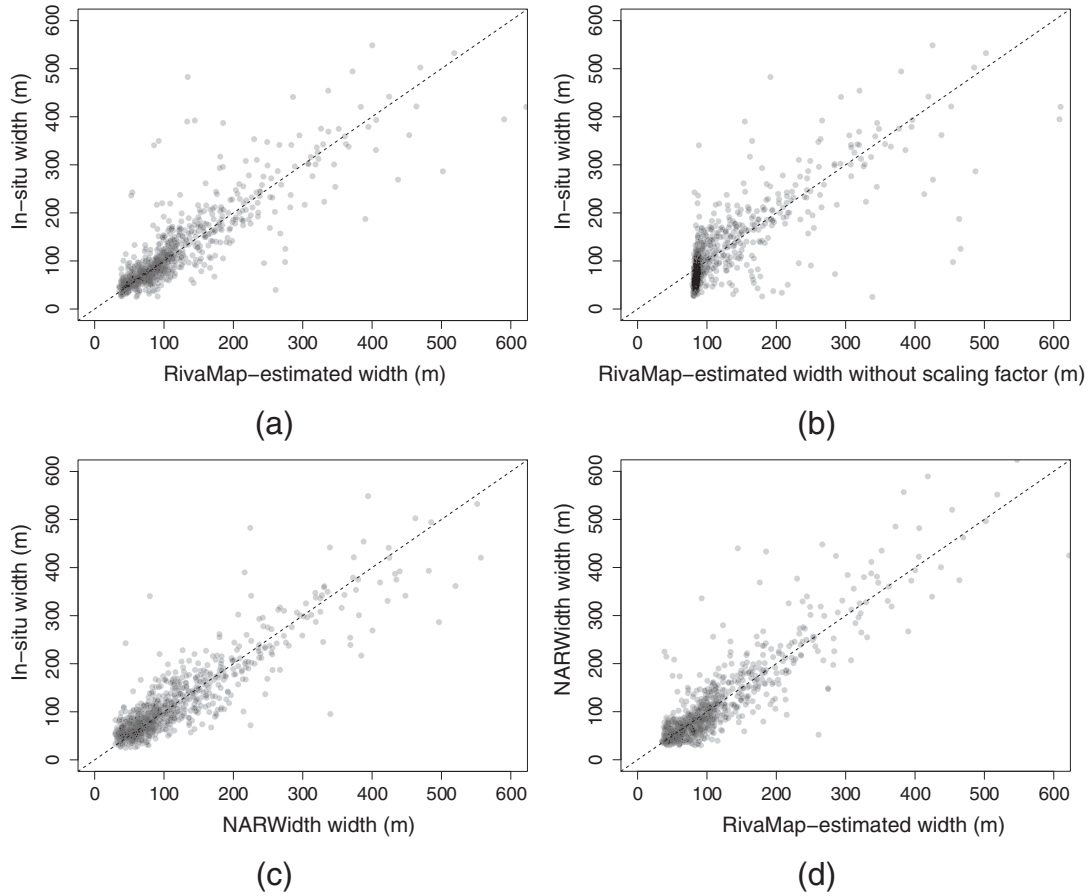 600
500
400
300
200
100
0
In−situ width (m)
0 100 200 300 400 500 600
RivaMap−estimated width (m)
(a)
600
500
400
300
200
100
0
In−situ width (m)
0 100 200 300 400 500 600
RivaMap−estimated width without scaling factor (m)
(b)
600
500
400
300
200
100
0
In−situ width (m)
0 100 200 300 400 500 600
NARWidth width (m)
(c)
600
500
400
300
200
100
0
NARWidth width (m)
0 100 200 300 400 500 600
RivaMap−estimated width (m)
(d)